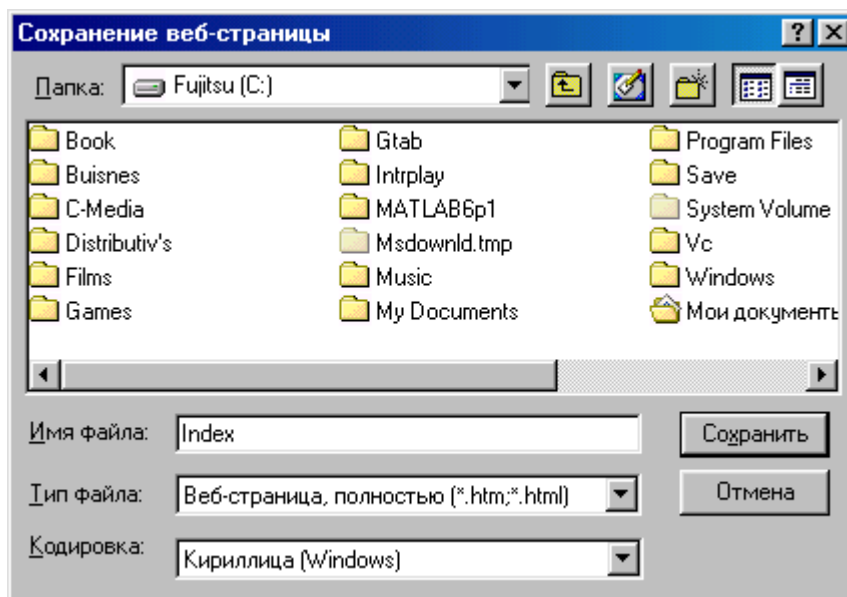 Сохранение веб-страницы
Папка: Fujitsu (C:)
Book Gtab Program Files
Buisnes Intrplay Save
C-Media MATLAB6p1 System Volume
Distributiv's Msdownld.tmp Vc
Films Music Windows
Games My Documents Мои документы
Имя файла: Index Сохранить
Тип файла: Веб-страница, полностью (*.htm;*.html) Отмена
Кодировка: Кириллица (Windows)